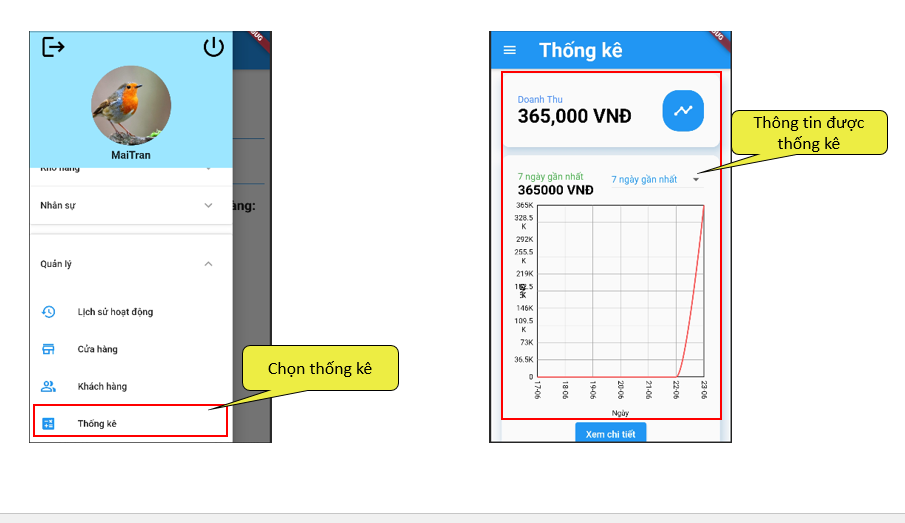 MaiTran
Kho hàng
Nhân sự
àng:
Quản lý
Lịch sử hoạt động
Cửa hàng
Khách hàng
Thống kê
Chọn thống kê
Thống kê
Doanh Thu
365,000 VNĐ
Thông tin được
thống kê
7 ngày gần nhất
7 ngày gần nhất
365000 VNĐ
365K
328.5
K
292K
255.5
K
219K
182.5
K
146K
109.5
K
73K
36.5K
0
17-06
18 06
19-06
20-06
21-06
22-06
23 06
Ngày
Xem chi tiết